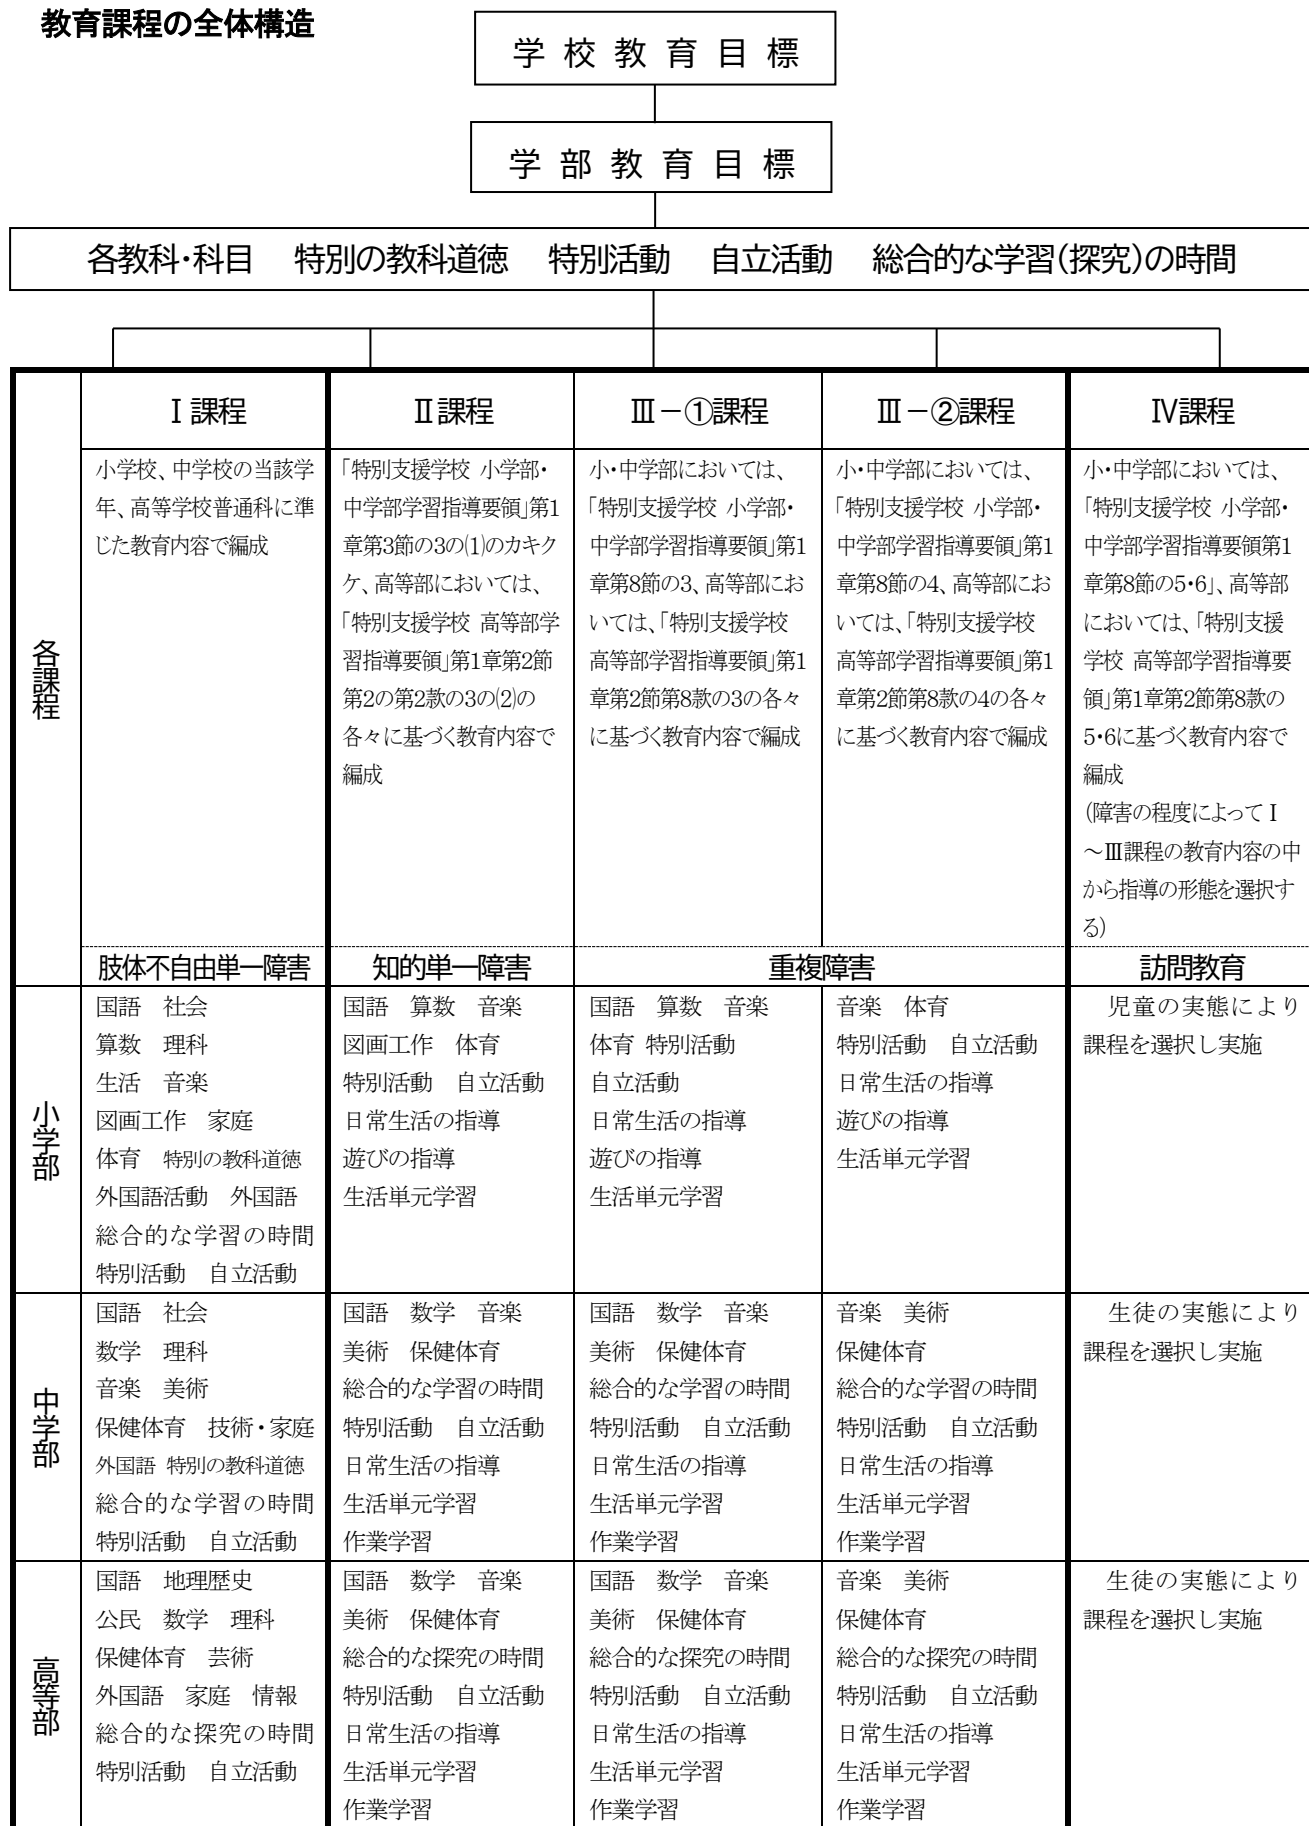 教育課程の全体構造
学校教育目標
学部教育目標
各教科・科目　特別の教科道徳　特別活動　自立活動　総合的な学習(探究)の時間
Ⅰ課程
Ⅱ課程
Ⅲ－①課程
Ⅲ－②課程
Ⅳ課程
各課程
小学校、中学校の当該学
年、高等学校普通科に準
じた教育内容で編成
「特別支援学校 小学部・
中学部学習指導要領」第1
章第3節の3の⑴のカキク
ケ、高等部においては、
「特別支援学校 高等部学
習指導要領」第1章第2節
第2の第2款の3の⑵の
各々に基づく教育内容で
編成
小・中学部においては、
「特別支援学校 小学部・
中学部学習指導要領」第1
章第8節の3、高等部にお
いては、「特別支援学校
高等部学習指導要領」第1
章第2節第8款の3の各々
に基づく教育内容で編成
小・中学部においては、
「特別支援学校 小学部・
中学部学習指導要領」第1
章第8節の4、高等部にお
いては、「特別支援学校
高等部学習指導要領」第1
章第2節第8款の4の各々
に基づく教育内容で編成
小・中学部においては、
「特別支援学校 小学部・
中学部学習指導要領第1
章第8節の5・6」、高等部
においては、「特別支援
学校 高等部学習指導要
領」第1章第2節第8款の
5・6に基づく教育内容で
編成
(障害の程度によってⅠ
～Ⅲ課程の教育内容の中
から指導の形態を選択す
る)
肢体不自由単一障害
知的単一障害
重複障害
訪問教育
小学部
国語　社会
算数　理科
生活　音楽
図画工作　家庭
体育　特別の教科道徳
外国語活動　外国語
総合的な学習の時間
特別活動　自立活動
国語　算数　音楽
図画工作　体育
特別活動　自立活動
日常生活の指導
遊びの指導
生活単元学習
国語　算数　音楽
体育 特別活動
自立活動
日常生活の指導
遊びの指導
生活単元学習
音楽　体育
特別活動　自立活動
日常生活の指導
遊びの指導
生活単元学習
児童の実態により
課程を選択し実施
中学部
国語　社会
数学　理科
音楽　美術
保健体育　技術・家庭
外国語 特別の教科道徳
総合的な学習の時間
特別活動　自立活動
国語　数学　音楽
美術　保健体育
総合的な学習の時間
特別活動　自立活動
日常生活の指導
生活単元学習
作業学習
国語　数学　音楽
美術　保健体育
総合的な学習の時間
特別活動　自立活動
日常生活の指導
生活単元学習
作業学習
音楽　美術
保健体育
総合的な学習の時間
特別活動　自立活動
日常生活の指導
生活単元学習
作業学習
生徒の実態により
課程を選択し実施
高等部
国語　地理歴史
公民　数学　理科
保健体育　芸術
外国語　家庭　情報
総合的な探究の時間
特別活動　自立活動
国語　数学　音楽
美術　保健体育
総合的な探究の時間
特別活動　自立活動
日常生活の指導
生活単元学習
作業学習
国語　数学　音楽
美術　保健体育
総合的な探究の時間
特別活動　自立活動
日常生活の指導
生活単元学習
作業学習
音楽　美術
保健体育
総合的な探究の時間
特別活動　自立活動
日常生活の指導
生活単元学習
作業学習
生徒の実態により
課程を選択し実施